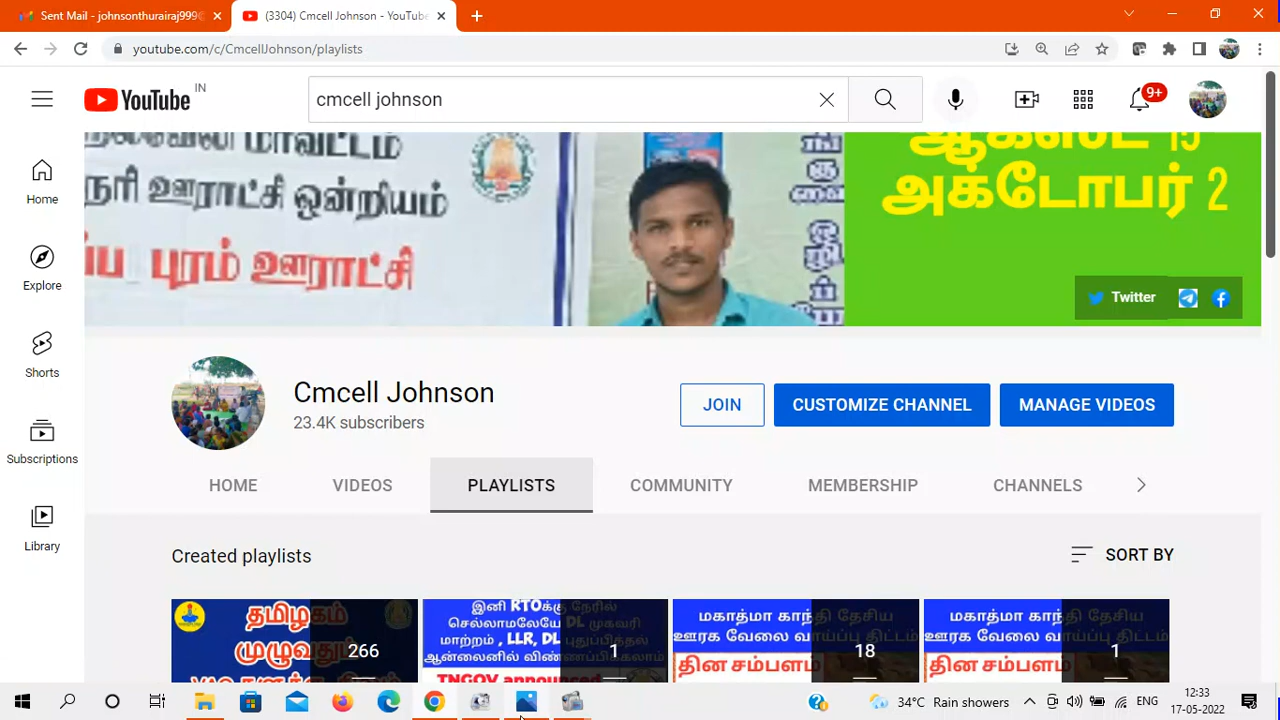 Sent Mail - johnsonthurairaj999@
(3304) Cmcell Johnson - YouTube
youtube.com/c/CmcellJohnson/playlists
YouTube IN
cmcell johnson
9+
மாவட்டம்
ஊராட்சி ஒன்றியம்
புரம் ஊராட்சி
ஆகஸ்ட் 15
அக்டோபர் 2
Twitter
Home
Explore
Shorts
Subscriptions
Library
Cmcell Johnson
23.4K subscribers
JOIN
CUSTOMIZE CHANNEL
MANAGE VIDEOS
HOME
VIDEOS
PLAYLISTS
COMMUNITY
MEMBERSHIP
CHANNELS
Created playlists
SORT BY
தமிழகம்
முழுவதும்
266
இனி RTOக்கு நேரில்
செல்லாமலேயே DL முகவரி
மாற்றம் , LLR, DL புதுப்பித்தல்
ஆன்லைனில் விண்ணப்பிக்கலாம்
TNGOV announced
1
மகாத்மா காந்தி தேசிய
ஊரக வேலை வாய்ப்பு திட்டம்
தின சம்பளம்
18
மகாத்மா காந்தி தேசிய
ஊரக வேலை வாய்ப்பு திட்டம்
தின சம்பளம்
1
34°C Rain showers
ENG
12:33
17-05-2022